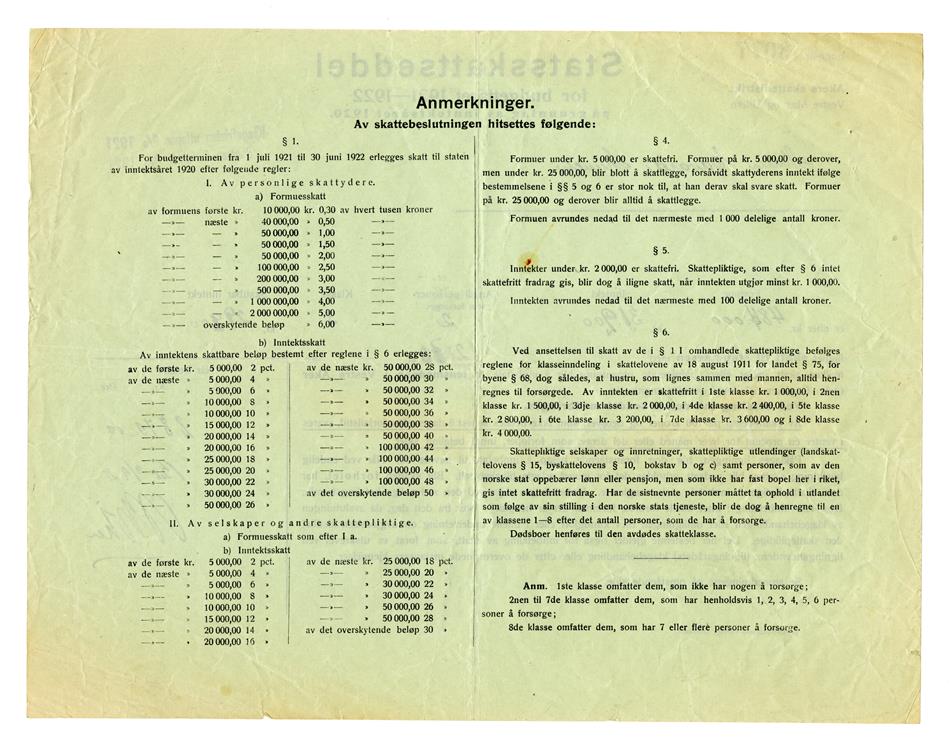 Anmerkninger.
Av skattebeslutningen hitsettes følgende:
§ 1.
For budgetterminen fra 1 juli 1921 til 30 juni 1922 erlegges skatt til staten
av inntektsåret 1920 efter følgende regler:
I. Av personlige skattydere.
a) Formuesskatt
av formuens første kr. 10 000,00 kr. 0,30 av hvert tusen kroner
—»— næste » 40 000,00 » 0,50 —»—
—»— — » 50 000,00 » 1,00 —»—
—»— — » 50 000,00 » 1,50 —»—
—»— — » 50 000,00 » 2,00 —»—
—»— — » 100 000,00 » 2,50 —»—
—»— — » 200 000,00 » 3,00 —»—
—»— — » 500 000,00 » 3,50 —»—
—»— — » 1 000 000,00 » 4,00 —»—
—»— — » 2 000 000,00 » 5,00 —»—
—»— overskytende beløp » 6,00 —»—
b) Inntektsskatt
Av inntektens skattbare beløp bestemt efter reglene i § 6 erlegges:
av de første kr. 5 000,00 2 pct.
av de næste » 5 000,00 4 »
—»— » 5 000,00 6 »
—»— » 10 000,00 8 »
—»— » 10 000,00 10 »
—»— » 15 000,00 12 »
—»— » 20 000,00 14 »
—»— » 20 000,00 16 »
—»— » 25 000,00 18 »
—»— » 25 000,00 20 »
—»— » 30 000,00 22 »
—»— » 30 000,00 24 »
—»— » 50 000,00 26 »
av de næste kr. 50 000,00 28 pct.
—»— » 50 000,00 30 »
—»— » 50 000,00 32 »
—»— » 50 000,00 34 »
—»— » 50 000,00 36 »
—»— » 50 000,00 38 »
—»— » 50 000,00 40 »
—»— » 100 000,00 42 »
—»— » 100 000,00 44 »
—»— » 100 000,00 46 »
—»— » 100 000,00 48 »
av det overskytende beløp 50 »
II. Av selskaper og andre skattepliktige.
a) Formuesskatt som efter I a.
b) Inntektsskatt
av de første kr. 5 000,00 2 pct.
av de næste » 5 000,00 4 »
—»— » 5 000,00 6 »
—»— » 10 000,00 8 »
—»— » 10 000,00 10 »
—»— » 15 000,00 12 »
—»— » 20 000,00 14 »
—»— » 20 000,00 16 »
av de næste kr. 25 000,00 18 pct.
—»— » 25 000,00 20 »
—»— » 30 000,00 22 »
—»— » 30 000,00 24 »
—»— » 50 000,00 26 »
—»— » 50 000,00 28 »
av det overskytende beløp 30 »
§ 4.
Formuer under kr. 5 000,00 er skattefri. Formuer på kr. 5 000,00 og derover,
men under kr. 25 000,00, blir blott å skattlegge, forsåvidt skattyderens inntekt ifølge
bestemmelsene i §§ 5 og 6 er stor nok til, at han derav skal svare skatt. Formuer
på kr. 25 000,00 og derover blir alltid å skattlegge.
Formuen avrundes nedad til det nærmeste med 1 000 delelige antall kroner.
§ 5.
Inntekter under kr. 2 000,00 er skattefri. Skattepliktige, som efter § 6 intet
skattefritt fradrag gis, blir dog å iligne skatt, når inntekten utgjør minst kr. 1 000,00.
Inntekten avrundes nedad til det nærmeste med 100 delelige antall kroner.
§ 6.
Ved ansettelsen til skatt av de i § 1 I omhandlede skattepliktige befølges
reglene for klasseinndeling i skattelovene av 18 august 1911 for landet § 75, for
byene § 68, dog således, at hustru, som lignes sammen med mannen, alltid hen-
regnes til forsørgede. Av inntekten er skattefritt i 1ste klasse kr. 1 000,00, i 2nen
klasse kr. 1 500,00, i 3dje klasse kr. 2 000,00, i 4de klasse kr. 2 400,00, i 5te klasse
kr. 2 800,00, i 6te klasse kr. 3 200,00, i 7de klasse kr. 3 600,00 og i 8de klasse
kr. 4 000,00.
Skattepliktige selskaper og innretninger, skattepliktige utlendinger (landskat-
telovens § 15, byskattelovens § 10, bokstav b og c) samt personer, som av den
norske stat oppebærer lønn eller pensjon, men som ikke har fast bopel her i riket,
gis intet skattefritt fradrag. Har de sistnevnte personer måttet ta ophold i utlandet
som følge av sin stilling i den norske stats tjeneste, blir de dog å henregne til en
av klassene 1—8 efter det antall personer, som de har å forsørge.
Dødsboer henføres til den avdødes skatteklasse.
Anm. 1ste klasse omfatter dem, som ikke har nogen å forsørge;
2nen til 7de klasse omfatter dem, som har henholdsvis 1, 2, 3, 4, 5, 6 per-
soner å forsørge;
8de klasse omfatter dem, som har 7 eller flere personer å forsørge.